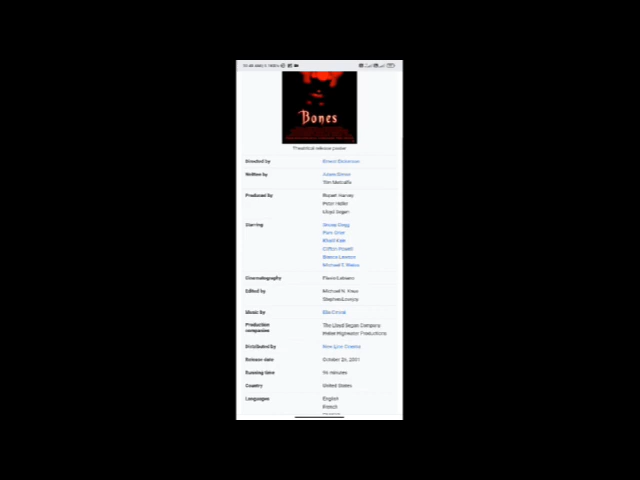 Bones
Theatrical release poster
Directed by Ernest Dickerson
Written by Adam Simon
Tim Metcalfe
Produced by Rupert Harvey
Peter Heller
Lloyd Segan
Starring Snoop Dogg
Pam Grier
Khalil Kain
Clifton Powell
Bianca Lawson
Michael T. Weiss
Cinematography Flavio Labiano
Edited by Michael N. Knue
Stephen Lovejoy
Music by Elia Cmiral
Production The Lloyd Segan Company
companies Heller Highwater Productions
Distributed by New Line Cinema
Release date October 24, 2001
Running time 96 minutes
Country United States
Languages English
French